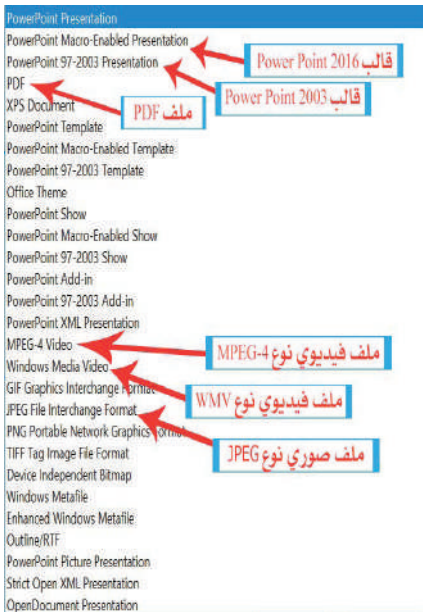 PowerPoint Presentation
PowerPoint Macro-Enabled Presentation
قالب Power Point 2016
PowerPoint 97-2003 Presentation
PDF
قالب Power Point 2003
XPS Document
ملف PDF
PowerPoint Template
PowerPoint Macro-Enabled Template
PowerPoint 97-2003 Template
Office Theme
PowerPoint Show
PowerPoint Macro-Enabled Show
PowerPoint 97-2003 Show
PowerPoint Add-in
PowerPoint 97-2003 Add-in
PowerPoint XML Presentation
MPEG-4 Video
ملف فيديوي نوع MPEG-4
Windows Media Video
GIF Graphics Interchange Format
ملف فيديوي نوع WMV
JPEG File Interchange Format
PNG Portable Network Graphics Format
TIFF Tag Image File Format
ملف صوري نوع JPEG
Device Independent Bitmap
Windows Metafile
Enhanced Windows Metafile
Outline/RTF
PowerPoint Picture Presentation
Strict Open XML Presentation
OpenDocument Presentation